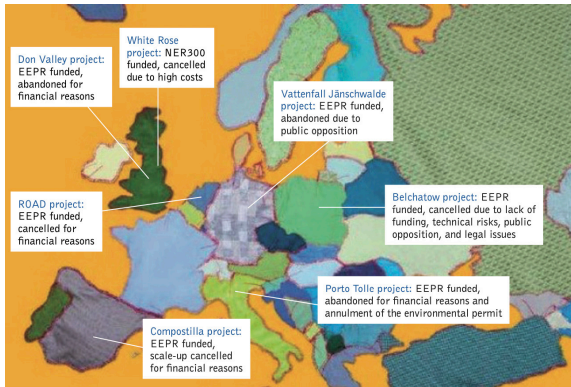 White Rose
project: NER300
funded, cancelled
due to high costs
Don Valley project:
EEPR funded,
abandoned for
financial reasons
Vattenfall Jänschwalde
project: EEPR funded,
abandoned due to
public opposition
ROAD project:
EEPR funded,
cancelled for
financial reasons
Belchatow project: EEPR
funded, cancelled due to lack of
funding, technical risks, public
opposition, and legal issues
Porto Tolle project: EEPR funded,
abandoned for financial reasons and
annulment of the environmental permit
Compostilla project:
EEPR funded,
scale-up cancelled
for financial reasons